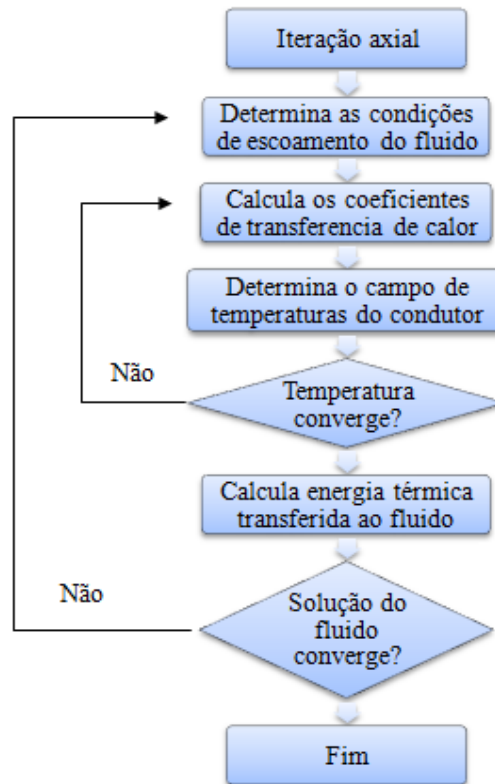 Iteração axial
Determina as condições
de escoamento do fluido
Calcula os coeficientes
de transferencia de calor
Determina o campo de
temperaturas do condutor
Não
Temperatura
converge?
Calcula energia térmica
transferida ao fluido
Não
Solução do
fluido
converge?
Fim